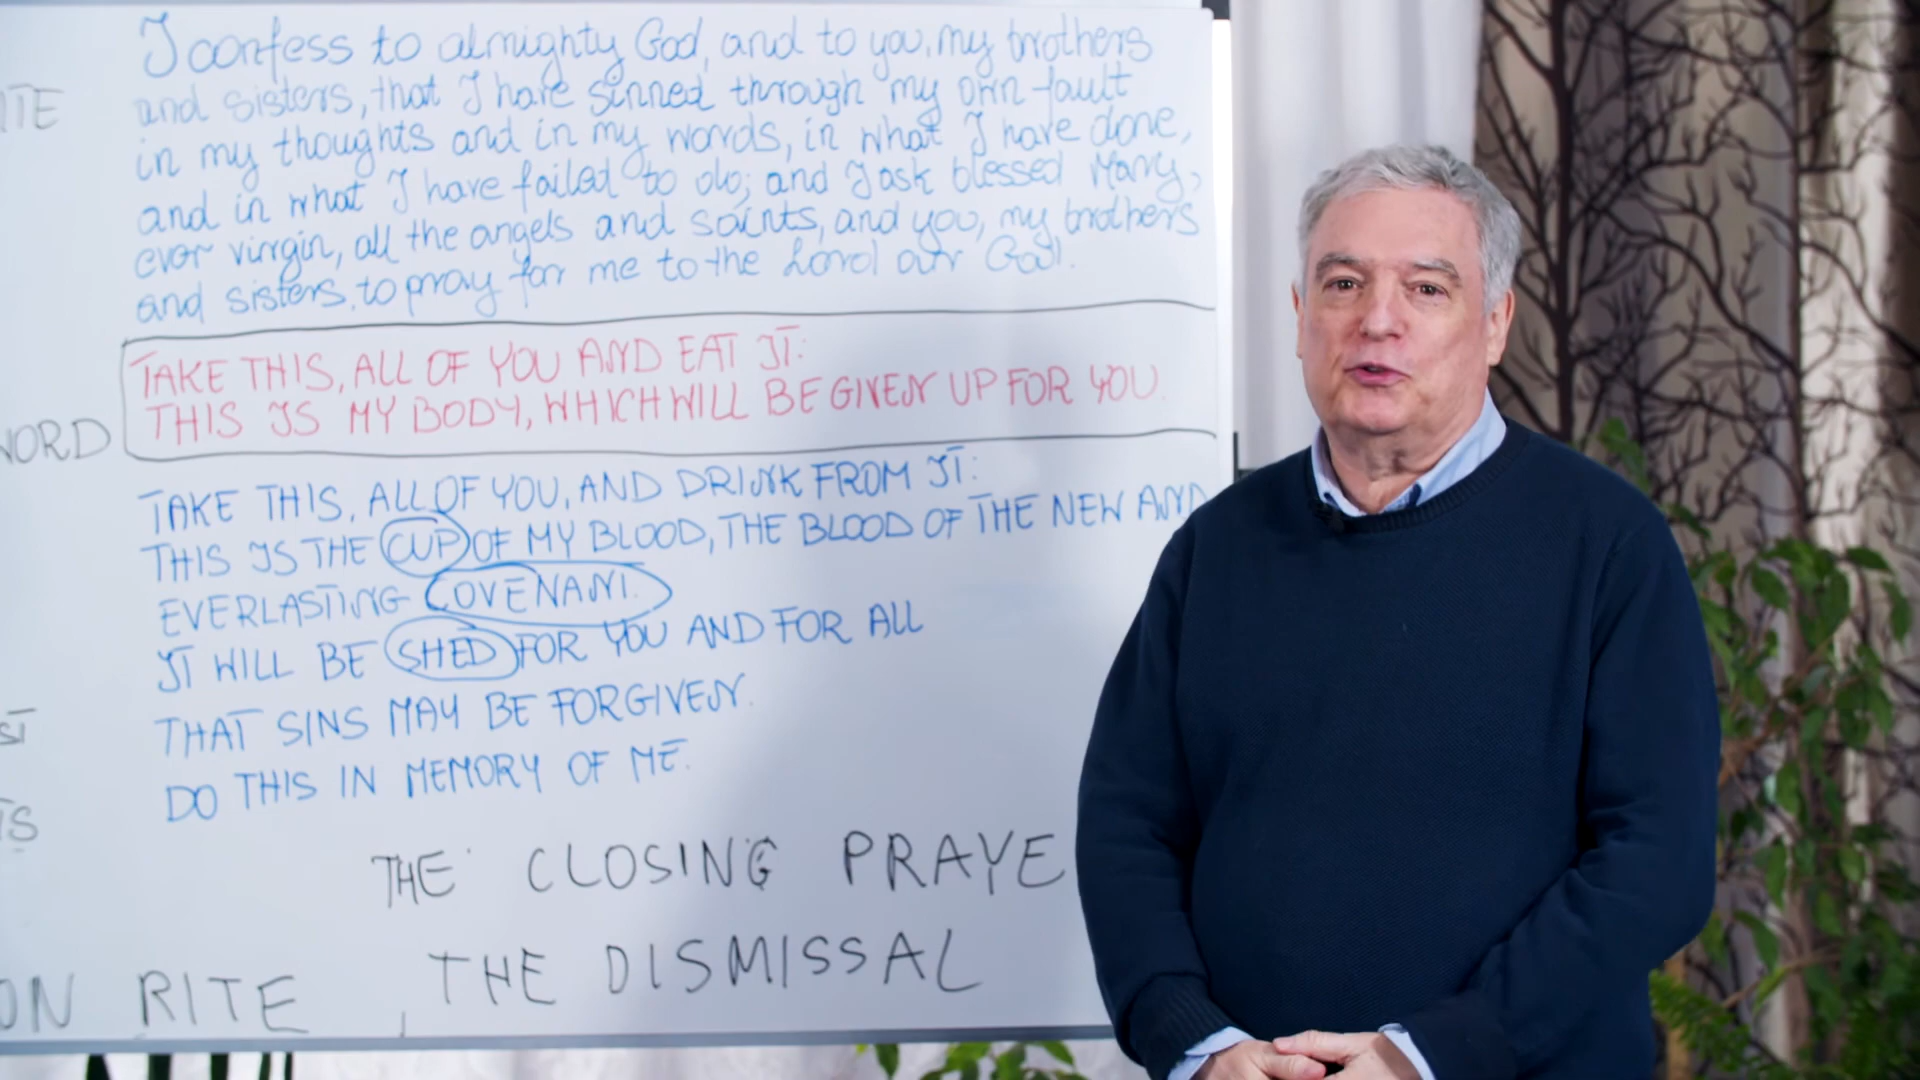 I confess to almighty God, and to you, my brothers
and sisters, that I have sinned through my own fault
in my thoughts and in my words, in what I have done,
and in what I have failed to do; and I ask blessed Mary,
ever virgin, all the angels and saints, and you, my brothers
and sisters, to pray for me to the Lord our God.
TAKE THIS, ALL OF YOU AND EAT IT:
THIS IS MY BODY, WHICH WILL BE GIVEN UP FOR YOU.
WORD
TAKE THIS, ALL OF YOU, AND DRINK FROM IT:
THIS IS THE CUP OF MY BLOOD, THE BLOOD OF THE NEW AND
EVERLASTING COVENANT.
IT WILL BE SHED FOR YOU AND FOR ALL
THAT SINS MAY BE FORGIVEN.
DO THIS IN MEMORY OF ME.
THE CLOSING PRAYE
ON RITE, THE DISMISSAL